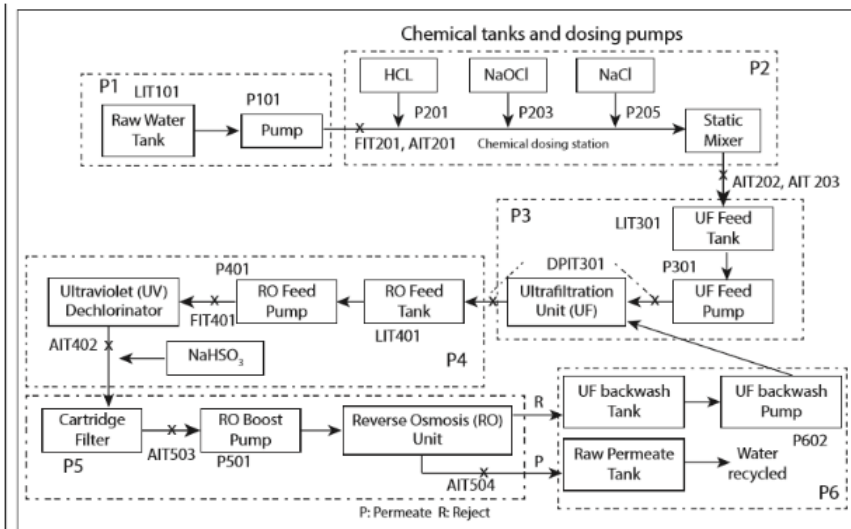 Chemical tanks and dosing pumps
P1
LIT101
Raw Water
Tank
P101
Pump
HCL
NaOCl
NaCl
P2
P201
P203
P205
FIT201, AIT201
Chemical dosing station
Static
Mixer
AIT202, AIT 203
P3
LIT301
UF Feed
Tank
P301
UF Feed
Pump
DPIT301
Ultrafiltration
Unit (UF)
P401
Ultraviolet (UV)
Dechlorinator
FIT401
RO Feed
Pump
RO Feed
Tank
LIT401
AIT402
NaHSO₃
P4
Cartridge
Filter
AIT503
RO Boost
Pump
P501
Reverse Osmosis (RO)
Unit
AIT504
P5
R
P
UF backwash
Tank
UF backwash
Pump
P602
Raw Permeate
Tank
Water
recycled
P6
P: Permeate R: Reject